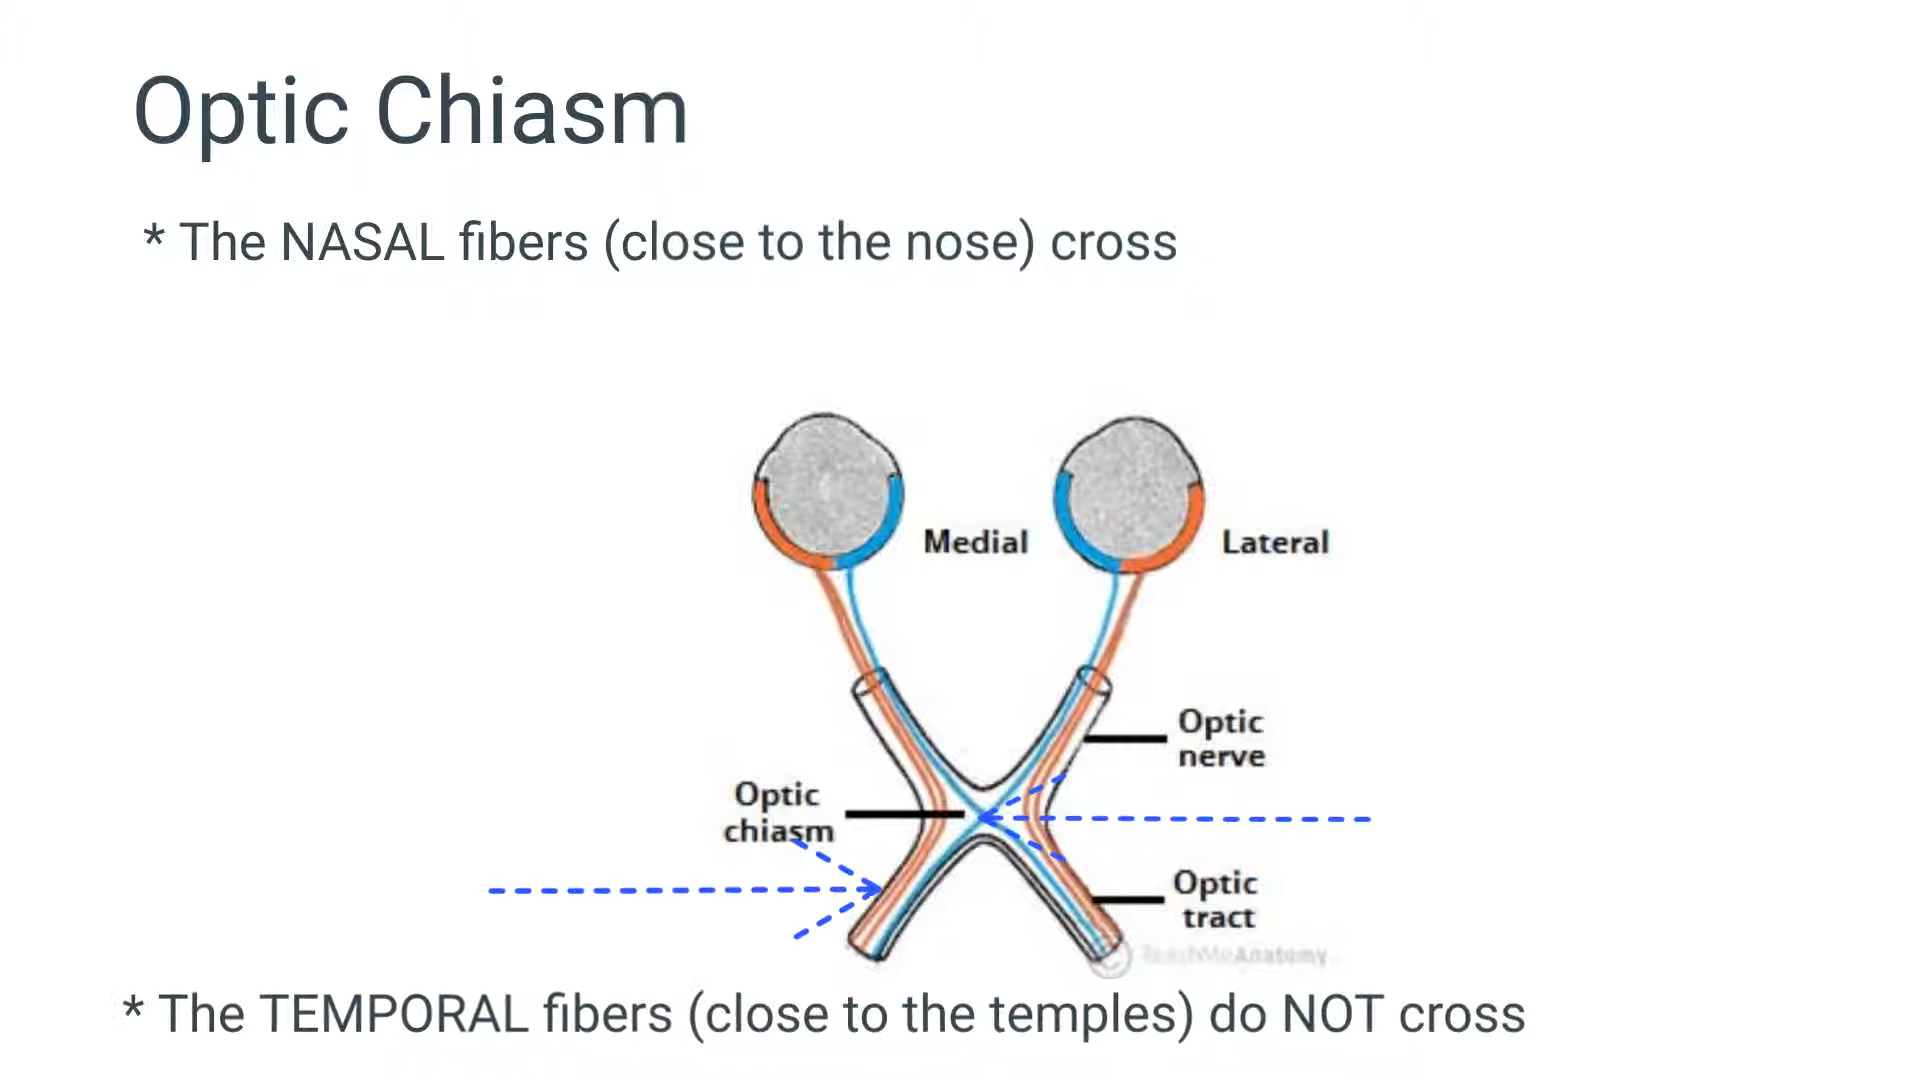 Optic Chiasm
* The NASAL fibers (close to the nose) cross
Medial
Lateral
Optic
nerve
Optic
chiasm
Optic
tract
TeachMeAnatomy
* The TEMPORAL fibers (close to the temples) do NOT cross